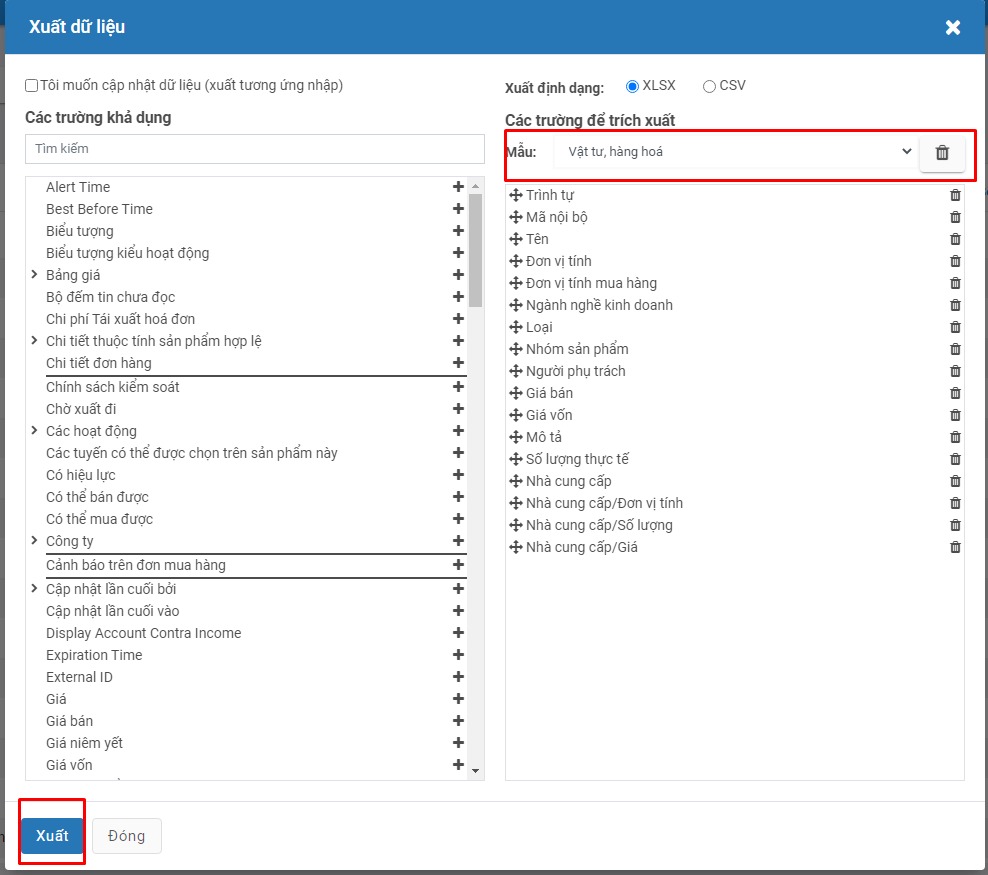 Xuất dữ liệu
Tôi muốn cập nhật dữ liệu (xuất tương ứng nhập)
Các trường khả dụng
Tìm kiếm
Alert Time
Best Before Time
Biểu tượng
Biểu tượng kiểu hoạt động
Bảng giá
Bộ đếm tin chưa đọc
Chi phí Tái xuất hoá đơn
Chi tiết thuộc tính sản phẩm hợp lệ
Chi tiết đơn hàng
Chính sách kiểm soát
Chờ xuất đi
Các hoạt động
Các tuyến có thể được chọn trên sản phẩm này
Có hiệu lực
Có thể bán được
Có thể mua được
Công ty
Cảnh báo trên đơn mua hàng
Cập nhật lần cuối bởi
Cập nhật lần cuối vào
Display Account Contra Income
Expiration Time
External ID
Giá
Giá bán
Giá niêm yết
Giá vốn
Xuất định dạng: XLSX CSV
Các trường để trích xuất
Mẫu: Vật tư, hàng hoá
Trình tự
Mã nội bộ
Tên
Đơn vị tính
Đơn vị tính mua hàng
Ngành nghề kinh doanh
Loại
Nhóm sản phẩm
Người phụ trách
Giá bán
Giá vốn
Mô tả
Số lượng thực tế
Nhà cung cấp
Nhà cung cấp/Đơn vị tính
Nhà cung cấp/Số lượng
Nhà cung cấp/Giá
Xuất Đóng